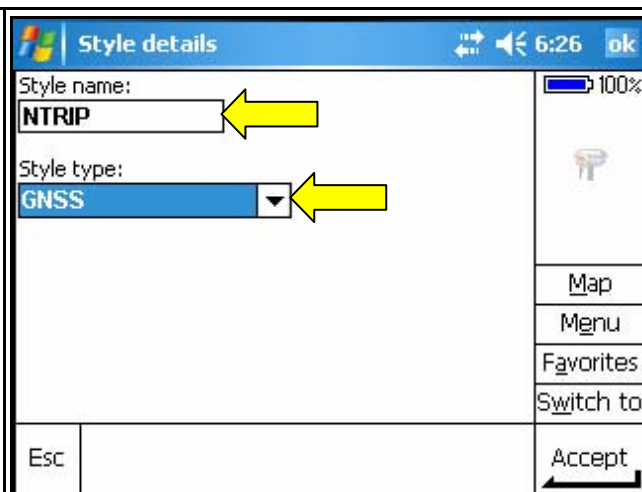 Style details 6:26 ok
Style name: 100%
NTRIP
Style type:
GNSS
Map
Menu
Favorites
Switch to
Esc Accept